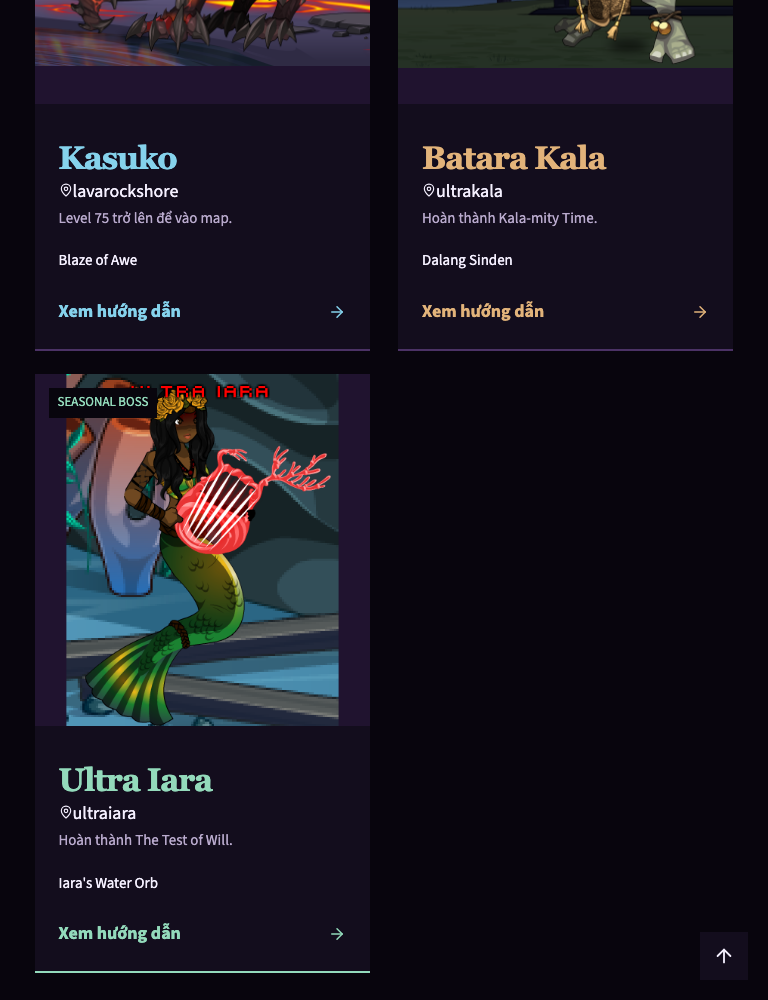 Kasuko
lavarockshore
Level 75 trở lên để vào map.
Blaze of Awe
Xem hướng dẫn
Batara Kala
ultrakala
Hoàn thành Kala-mity Time.
Dalang Sinden
Xem hướng dẫn
SEASONAL BOSS
TRA IARA
Ultra Iara
ultraiara
Hoàn thành The Test of Will.
Iara's Water Orb
Xem hướng dẫn